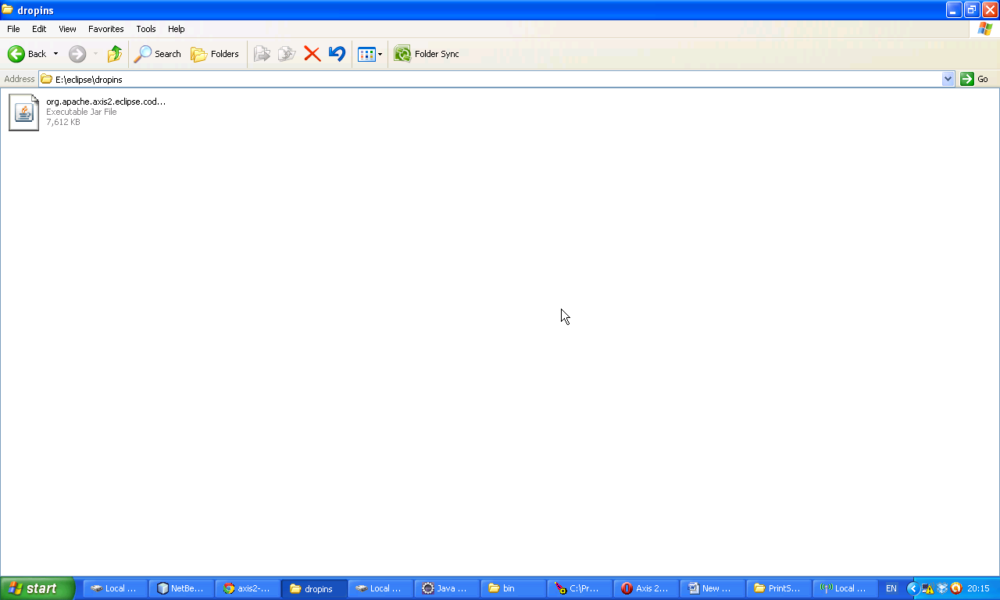 dropins
File Edit View Favorites Tools Help
Back Search Folders Folder Sync
Address E:\eclipse\dropins Go
org.apache.axis2.eclipse.cod...
Executable Jar File
7,612 KB
start Local ... NetBe... axis2-... dropins Local ... Java ... bin C:\Pr... Axis 2... New ... PrintS... Local ... EN 20:15